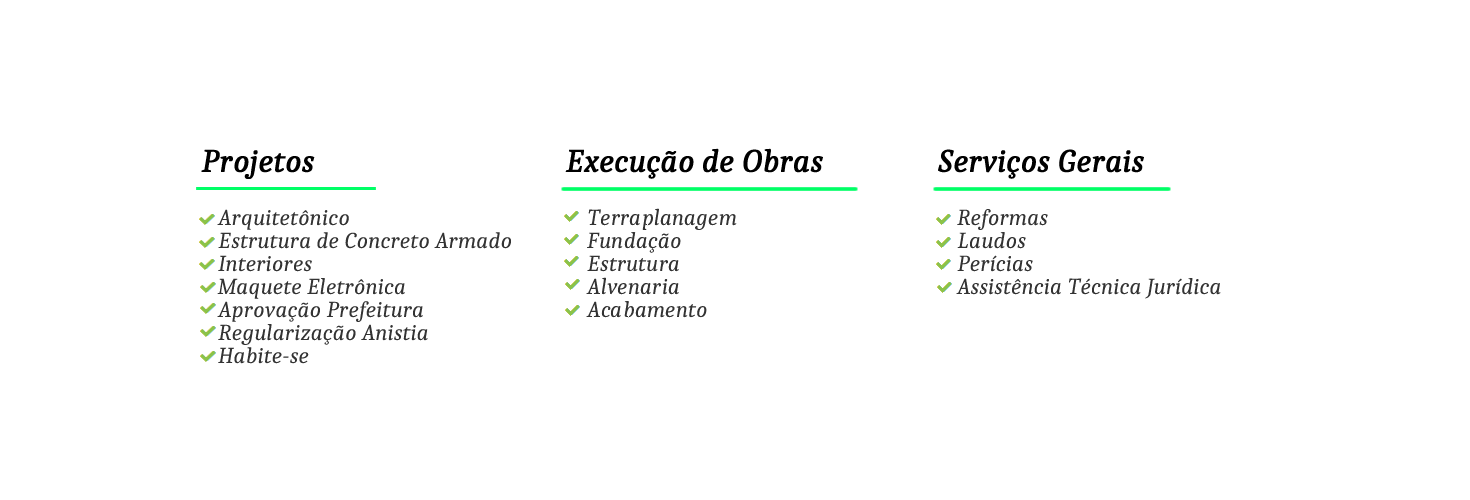 Projetos
Arquitetônico
Estrutura de Concreto Armado
Interiores
Maquete Eletrônica
Aprovação Prefeitura
Regularização Anistia
Habite-se
Execução de Obras
Terraplanagem
Fundação
Estrutura
Alvenaria
Acabamento
Serviços Gerais
Reformas
Laudos
Perícias
Assistência Técnica Jurídica